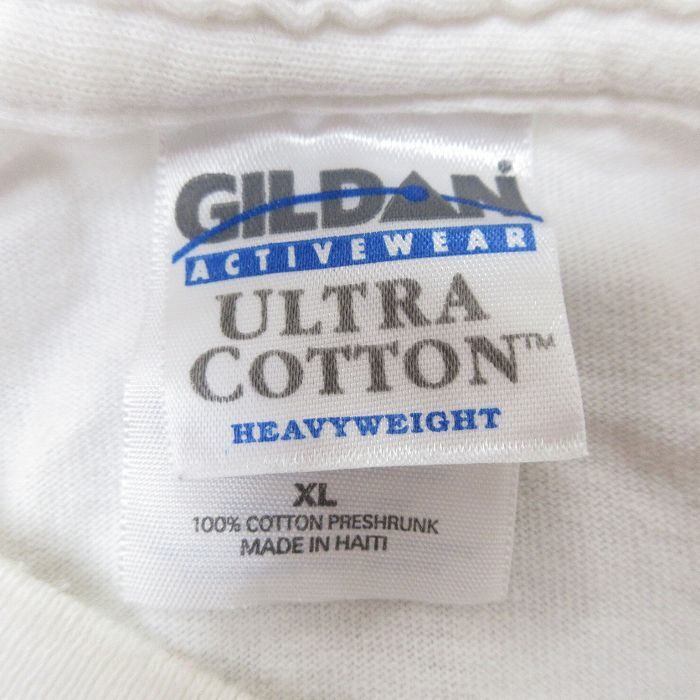 GILDAN®
ACTIVEWEAR
ULTRA
COTTON™
HEAVYWEIGHT
XL
100% COTTON PRESHRUNK
MADE IN HAITI